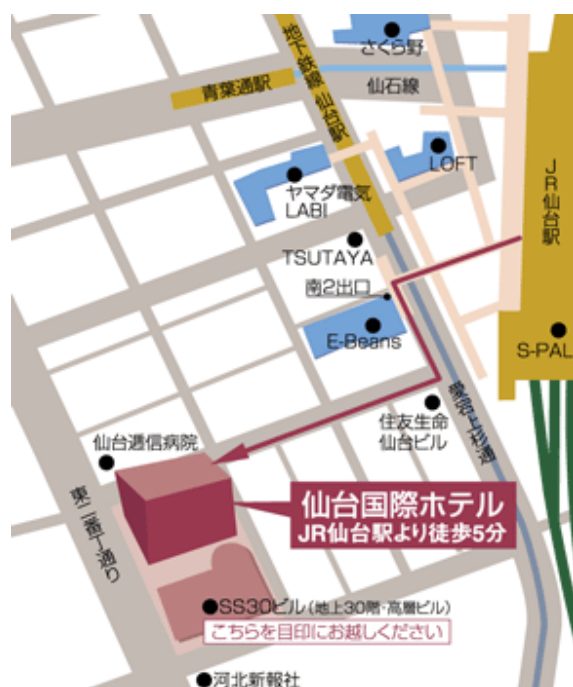 さくら野
地下鉄線 仙台駅
仙石線
青葉通駅
LOFT
JR仙台駅
ヤマダ電気
LABI
TSUTAYA
南2出口
E-Beans
S-PAL
愛宕上杉通
住友生命
仙台ビル
仙台逓信病院
東二番丁通り
仙台国際ホテル
JR仙台駅より徒歩5分
SS30ビル(地上30階・高層ビル)
こちらを目印にお越しください
河北新報社